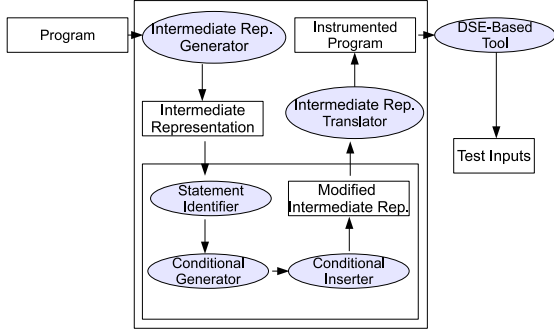 Program
Intermediate Rep.
Generator
Intermediate
Representation
Statement
Identifier
Conditional
Generator
Conditional
Inserter
Modified
Intermediate Rep.
Intermediate Rep.
Translator
Instrumented
Program
DSE-Based
Tool
Test Inputs